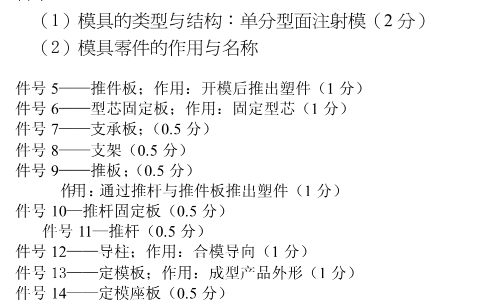 （1）模具的类型与结构：单分型面注射模（2 分）
（2）模具零件的作用与名称
件号 5——推件板；作用：开模后推出塑件（1 分）
件号 6——型芯固定板；作用：固定型芯（1 分）
件号 7——支承板；（0.5 分）
件号 8——支架（0.5 分）
件号 9——推板；（0.5 分）
作用：通过推杆与推件板推出塑件（1 分）
件号 10—推杆固定板（0.5 分）
件号 11—推杆（0.5 分）
件号 12——导柱；作用：合模导向（1 分）
件号 13——定模板；作用：成型产品外形（1 分）
件号 14——定模座板（0.5 分）